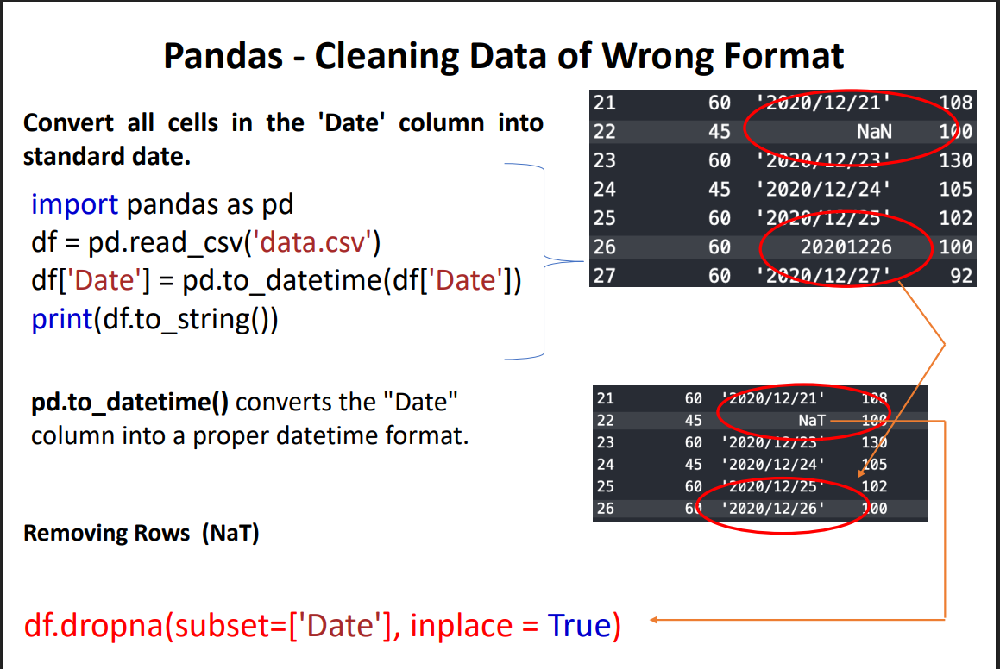 Pandas - Cleaning Data of Wrong Format
Convert all cells in the 'Date' column into
standard date.
import pandas as pd
df = pd.read_csv('data.csv')
df['Date'] = pd.to_datetime(df['Date'])
print(df.to_string())
21 60 '2020/12/21' 108
22 45 NaN 100
23 60 '2020/12/23' 130
24 45 '2020/12/24' 105
25 60 '2020/12/25' 102
26 60 20201226 100
27 60 '2020/12/27' 92
pd.to_datetime() converts the "Date"
column into a proper datetime format.
21 60 '2020/12/21' 108
22 45 NaT 100
23 60 '2020/12/23' 130
24 45 '2020/12/24' 105
25 60 '2020/12/25' 102
26 60 '2020/12/26' 100
Removing Rows (NaT)
df.dropna(subset=['Date'], inplace = True)